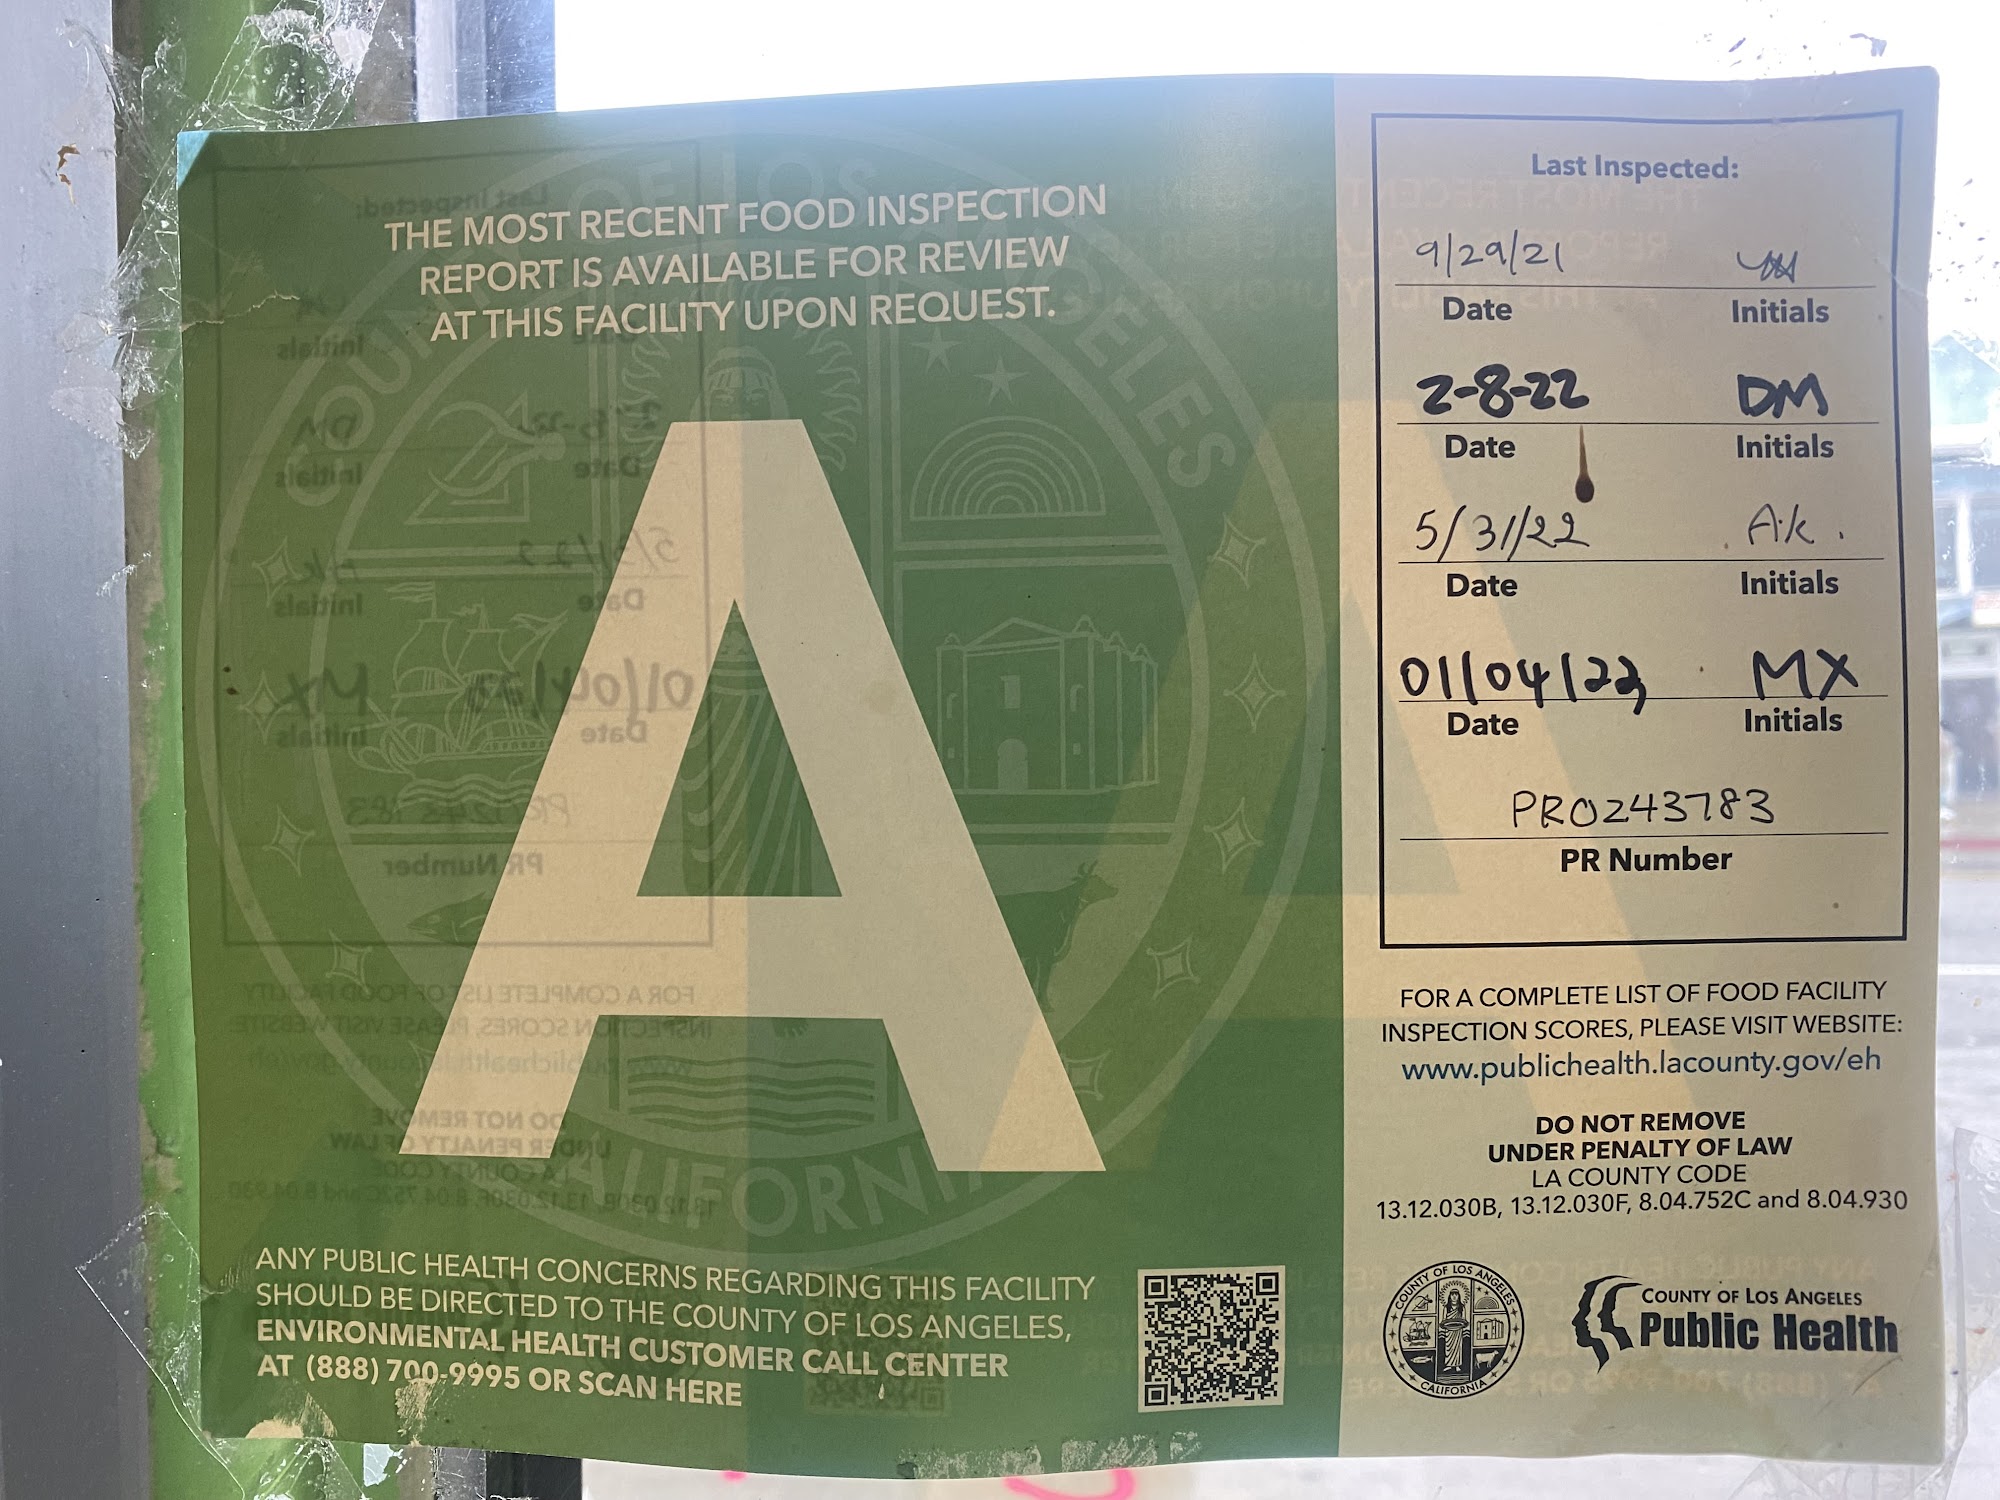 THE MOST RECENT FOOD INSPECTION
REPORT IS AVAILABLE FOR REVIEW
AT THIS FACILITY UPON REQUEST.
COUNTY OF LOS ANGELES
A
CALIFORNIA
ANY PUBLIC HEALTH CONCERNS REGARDING THIS FACILITY
SHOULD BE DIRECTED TO THE COUNTY OF LOS ANGELES,
ENVIRONMENTAL HEALTH CUSTOMER CALL CENTER
AT (888) 700-9995 OR SCAN HERE
Last Inspected:
9/29/21
Date Initials
2-8-22 DM
Date Initials
5/31/22 A.K.
Date Initials
01/04/23 MX
Date Initials
PR0243783
PR Number
FOR A COMPLETE LIST OF FOOD FACILITY
INSPECTION SCORES, PLEASE VISIT WEBSITE:
www.publichealth.lacounty.gov/eh
DO NOT REMOVE
UNDER PENALTY OF LAW
LA COUNTY CODE
13.12.030B, 13.12.030F, 8.04.752C and 8.04.930
COUNTY OF LOS ANGELES
CALIFORNIA
COUNTY OF LOS ANGELES
Public Health